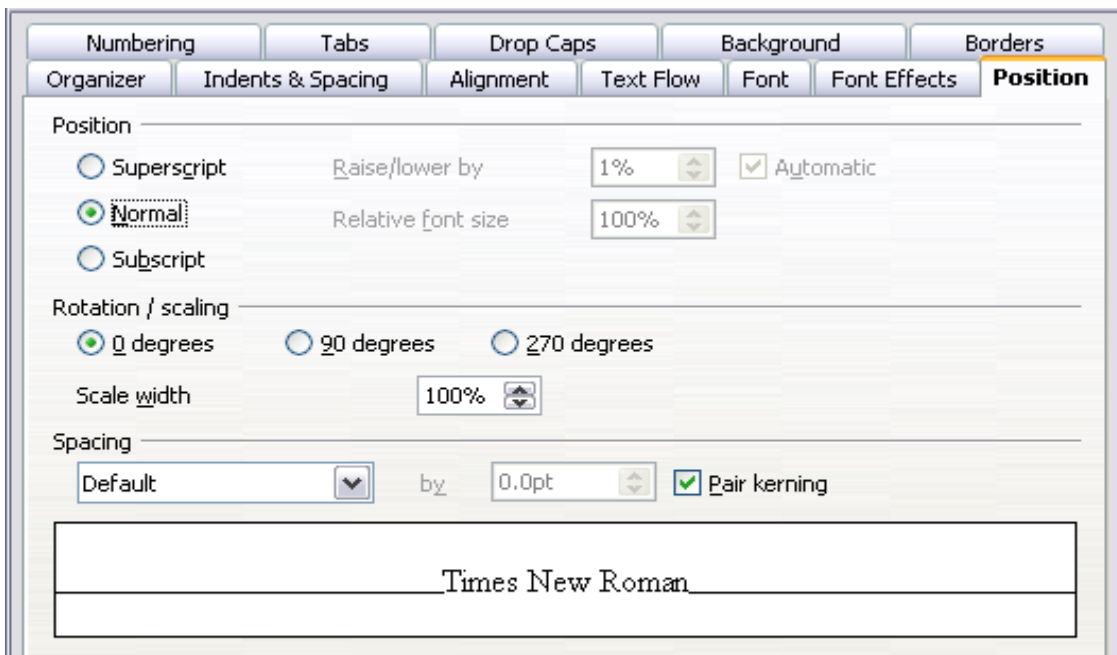 Numbering Tabs Drop Caps Background Borders
Organizer Indents & Spacing Alignment Text Flow Font Font Effects Position
Position
Superscript Raise/lower by 1% Automatic
Normal Relative font size 100%
Subscript
Rotation / scaling
0 degrees 90 degrees 270 degrees
Scale width 100%
Spacing
Default by 0.0pt Pair kerning
Times New Roman